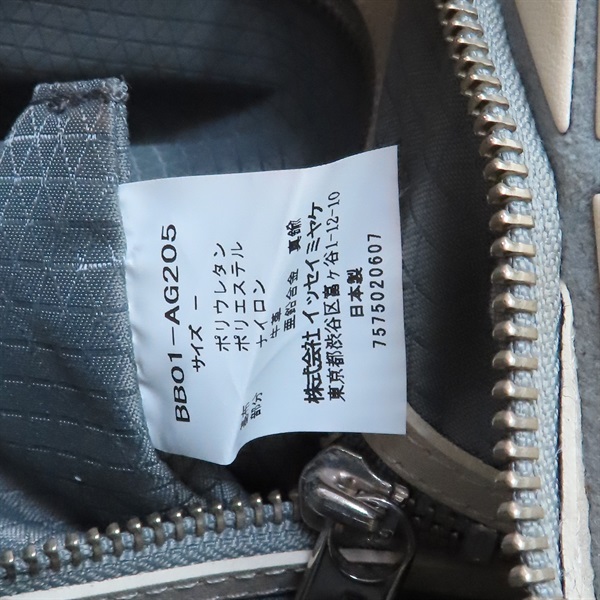 BB01-AG205
サイズ -
ポリウレタン
ポリエステル
ナイロン
牛革
部分 亜鉛合金 真鍮
株式会社 イッセイミヤケ
東京都渋谷区富ヶ谷1-12-10
日本製
7575020607